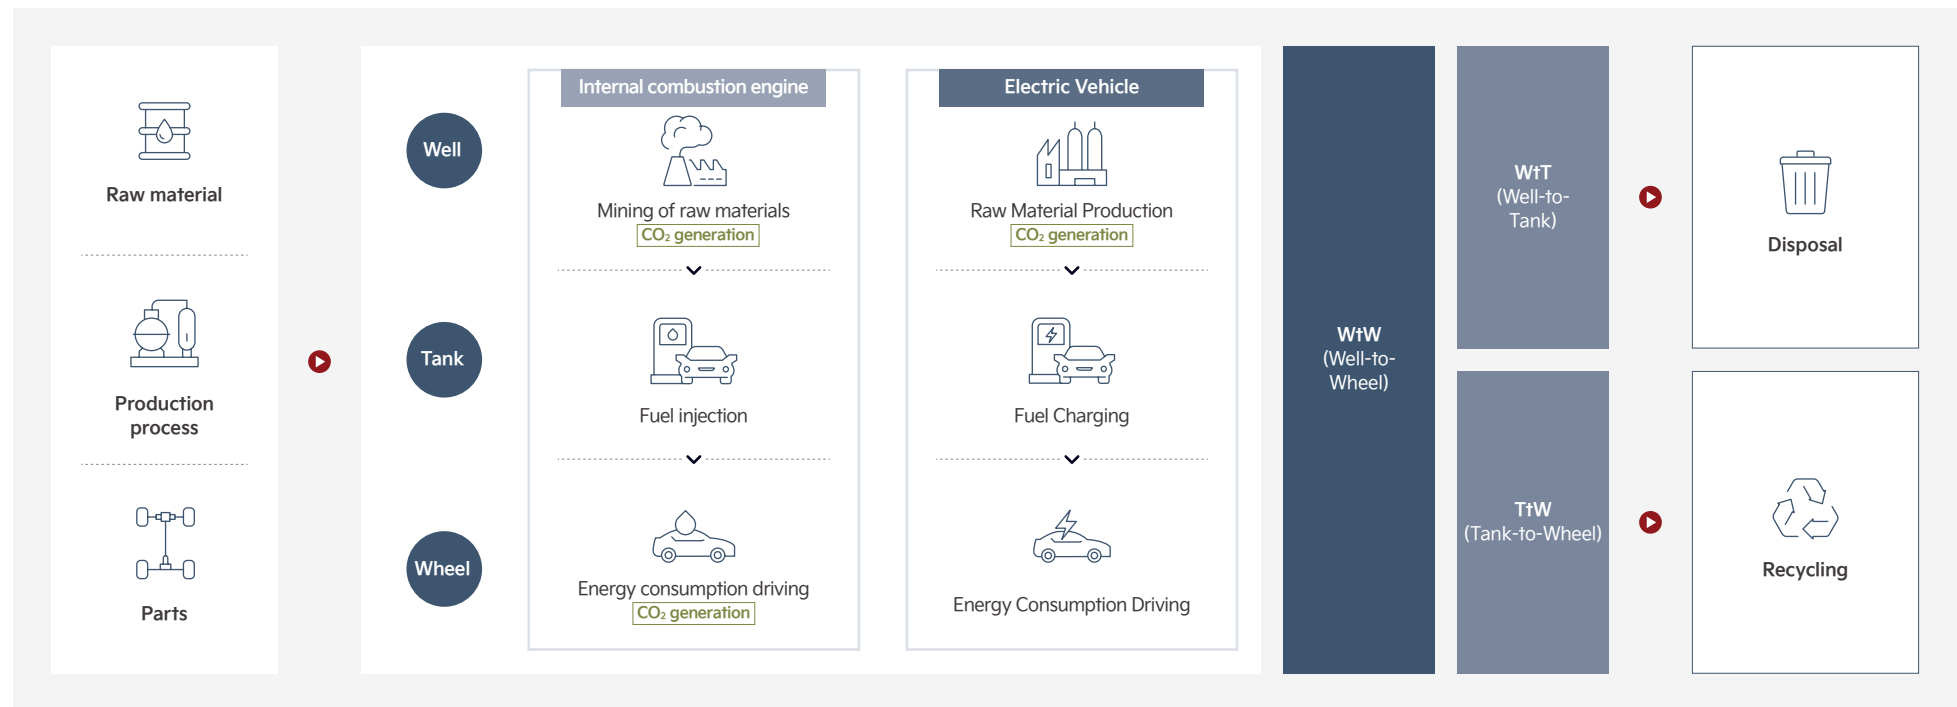 Raw material
Production
process
Parts
Well
Tank
Wheel
Internal combustion engine
Mining of raw materials
CO₂ generation
Fuel injection
Energy consumption driving
CO₂ generation
Electric Vehicle
Raw Material Production
CO₂ generation
Fuel Charging
Energy Consumption Driving
WtW
(Well-to-
Wheel)
WtT
(Well-to-
Tank)
TtW
(Tank-to-Wheel)
Disposal
Recycling